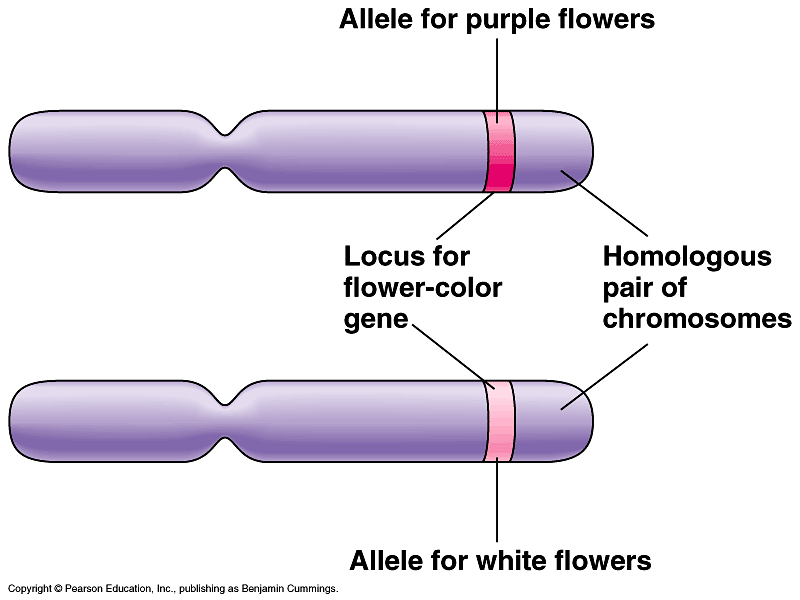 Allele for purple flowers
Locus for
flower-color
gene
Homologous
pair of
chromosomes
Allele for white flowers
Copyright © Pearson Education, Inc., publishing as Benjamin Cummings.